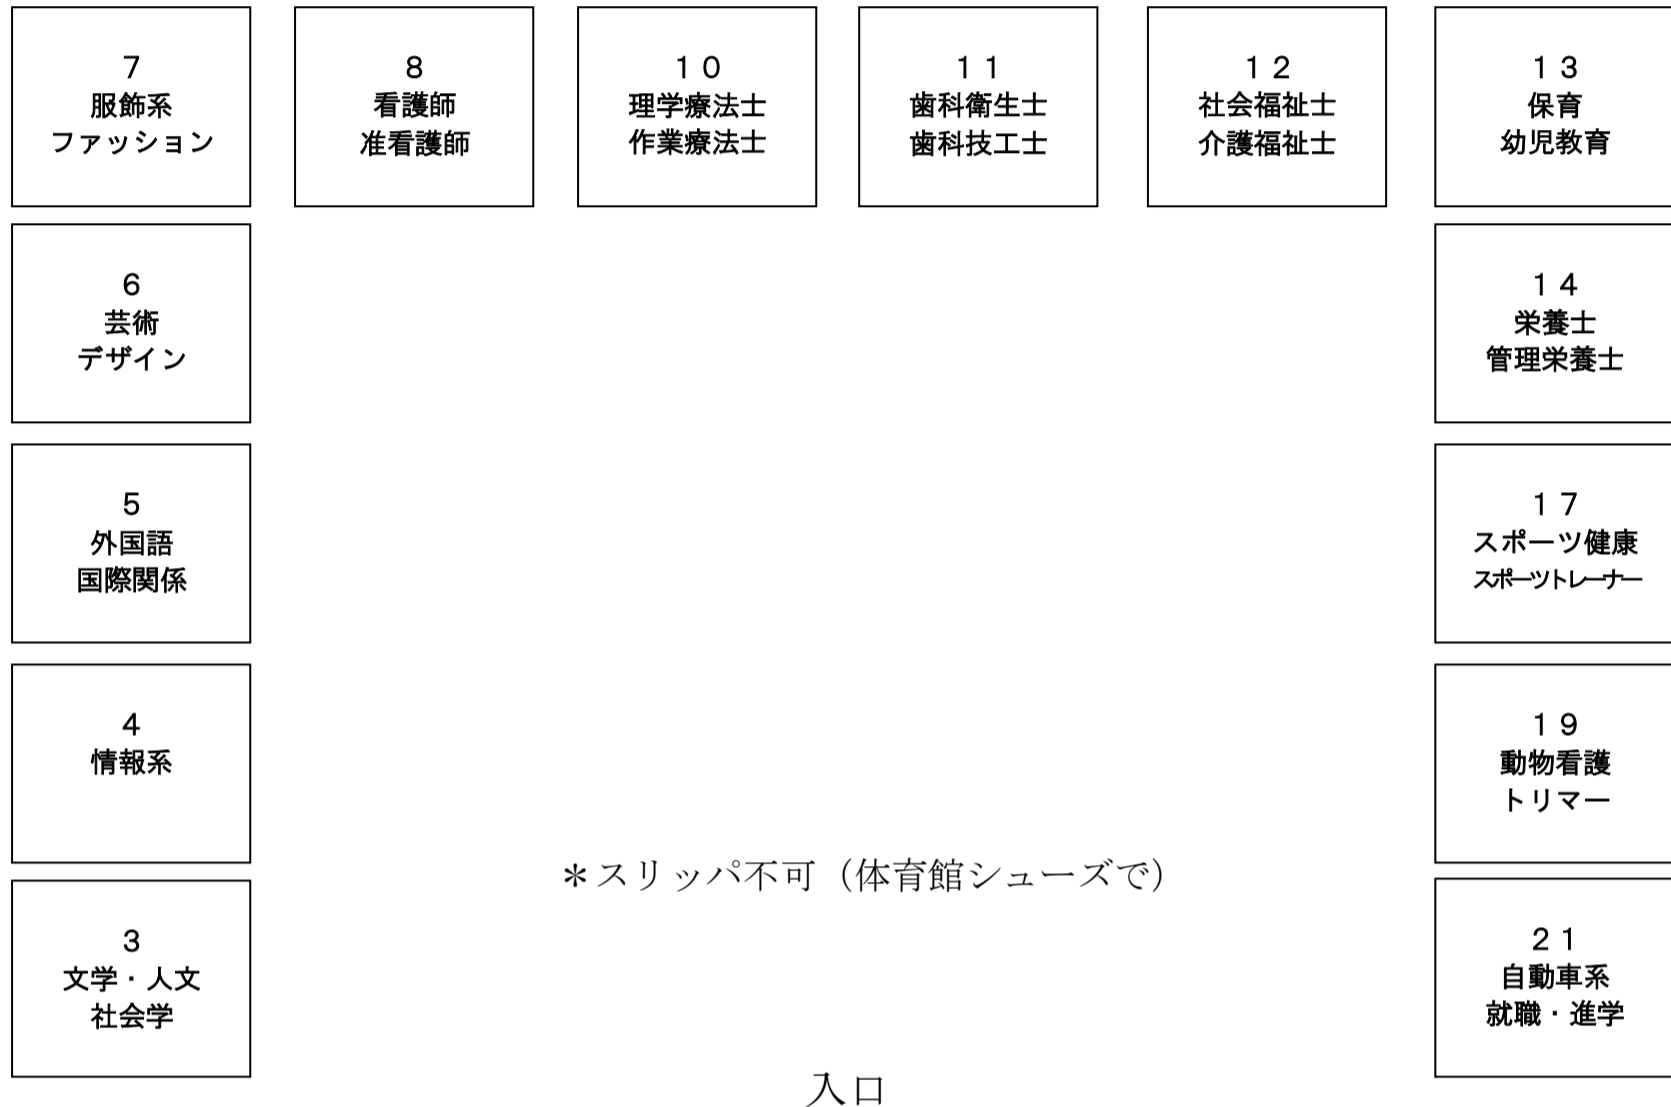 7
服飾系
ファッション
8
看護師
准看護師
10
理学療法士
作業療法士
11
歯科衛生士
歯科技工士
12
社会福祉士
介護福祉士
13
保育
幼児教育
6
芸術
デザイン
14
栄養士
管理栄養士
5
外国語
国際関係
17
スポーツ健康
スポーツトレーナー
4
情報系
19
動物看護
トリマー
*スリッパ不可(体育館シューズで)
3
文学・人文
社会学
21
自動車系
就職・進学
入口